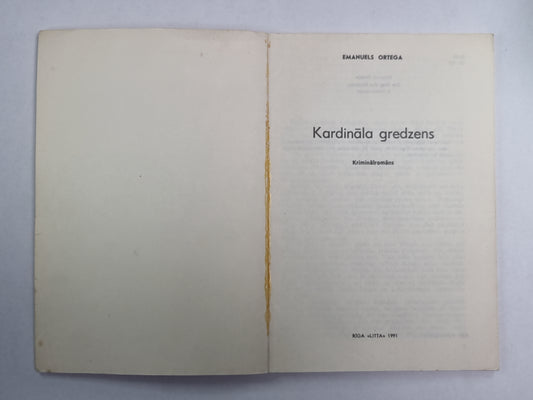 EMANUELS ORTEGA
Kardināla gredzens
Kriminālromāns
RĪGA «LITTA» 1991